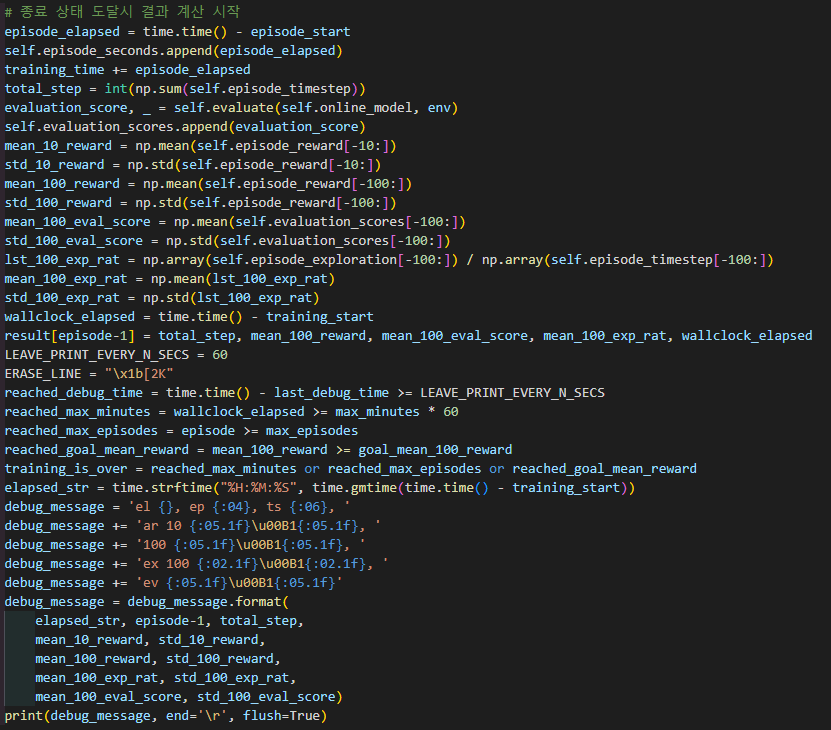 # 종료 상태 도달시 결과 계산 시작
episode_elapsed = time.time() - episode_start
self.episode_seconds.append(episode_elapsed)
training_time += episode_elapsed
total_step = int(np.sum(self.episode_timestep))
evaluation_score, _ = self.evaluate(self.online_model, env)
self.evaluation_scores.append(evaluation_score)
mean_10_reward = np.mean(self.episode_reward[-10:])
std_10_reward = np.std(self.episode_reward[-10:])
mean_100_reward = np.mean(self.episode_reward[-100:])
std_100_reward = np.std(self.episode_reward[-100:])
mean_100_eval_score = np.mean(self.evaluation_scores[-100:])
std_100_eval_score = np.std(self.evaluation_scores[-100:])
lst_100_exp_rat = np.array(self.episode_exploration[-100:]) / np.array(self.episode_timestep[-100:])
mean_100_exp_rat = np.mean(lst_100_exp_rat)
std_100_exp_rat = np.std(lst_100_exp_rat)
wallclock_elapsed = time.time() - training_start
result[episode-1] = total_step, mean_100_reward, mean_100_eval_score, mean_100_exp_rat, wallclock_elapsed
LEAVE_PRINT_EVERY_N_SECS = 60
ERASE_LINE = "\x1b[2K"
reached_debug_time = time.time() - last_debug_time >= LEAVE_PRINT_EVERY_N_SECS
reached_max_minutes = wallclock_elapsed >= max_minutes * 60
reached_max_episodes = episode >= max_episodes
reached_goal_mean_reward = mean_100_reward >= goal_mean_100_reward
training_is_over = reached_max_minutes or reached_max_episodes or reached_goal_mean_reward
elapsed_str = time.strftime("%H:%M:%S", time.gmtime(time.time() - training_start))
debug_message = 'el {}, ep {:04}, ts {:06}, '
debug_message += 'ar 10 {:05.1f}\u00B1{:05.1f}, '
debug_message += '100 {:05.1f}\u00B1{:05.1f}, '
debug_message += 'ex 100 {:02.1f}\u00B1{:02.1f}, '
debug_message += 'ev {:05.1f}\u00B1{:05.1f}'
debug_message = debug_message.format(
    elapsed_str, episode-1, total_step,
    mean_10_reward, std_10_reward,
    mean_100_reward, std_100_reward,
    mean_100_exp_rat, std_100_exp_rat,
    mean_100_eval_score, std_100_eval_score)
print(debug_message, end='\r', flush=True)